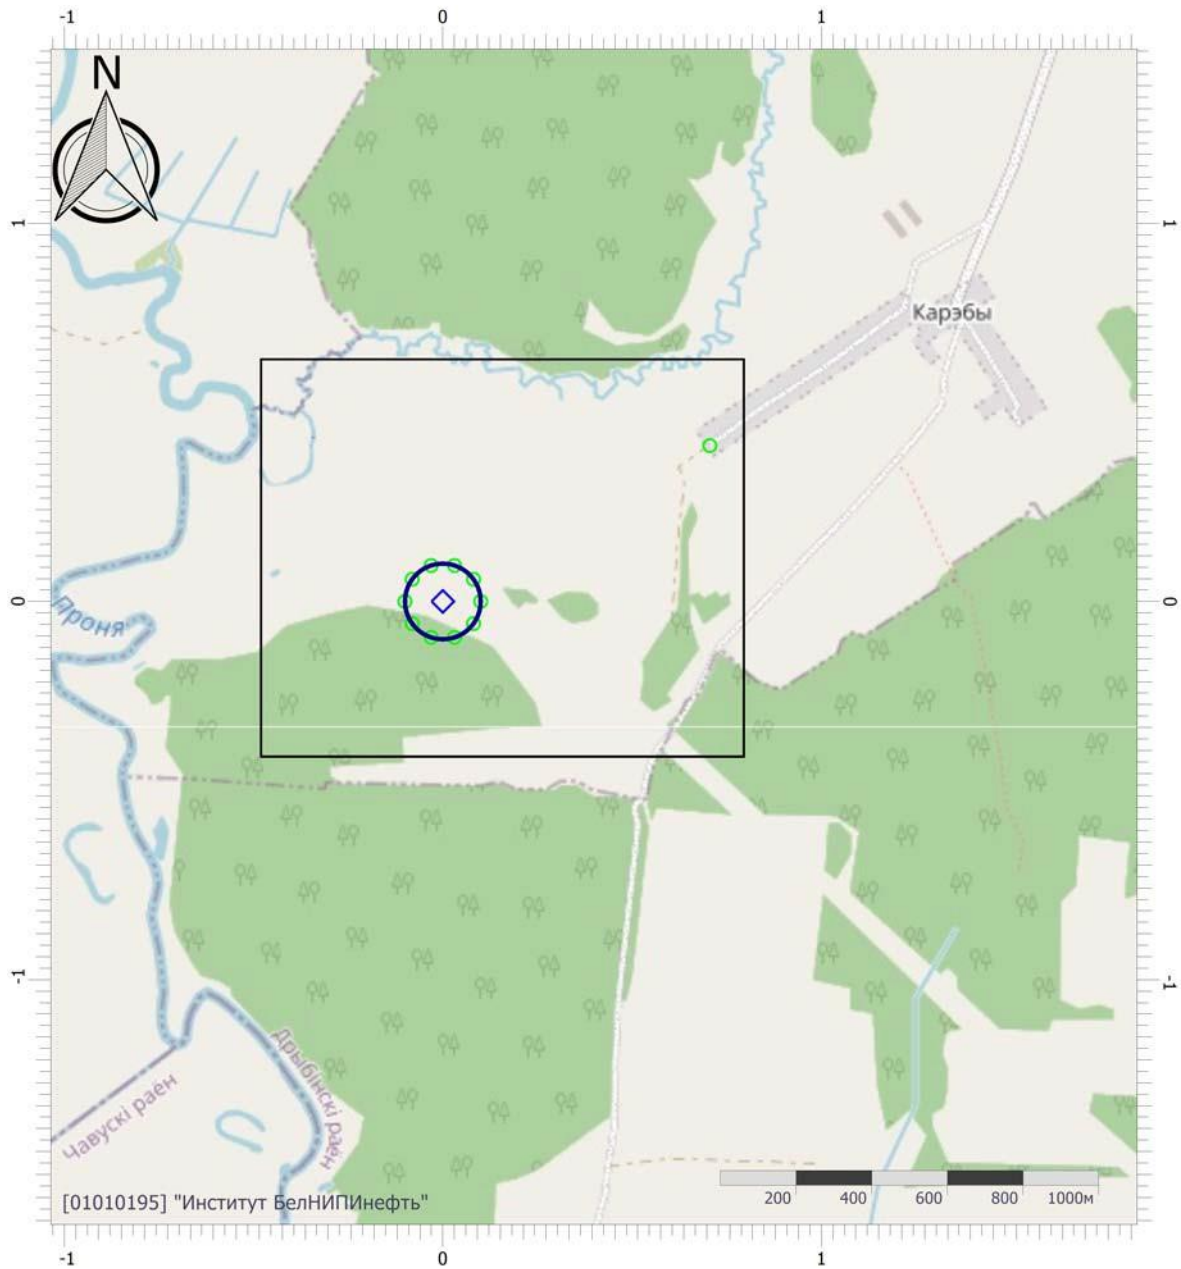 -1 0 1
N
1 1
Карэбы
0 0
Проня
-1 -1
Дрыбінскі раён
Чавускі раён
[01010195] "Институт БелНИПИнефть"
200 400 600 800 1000м
-1 0 1